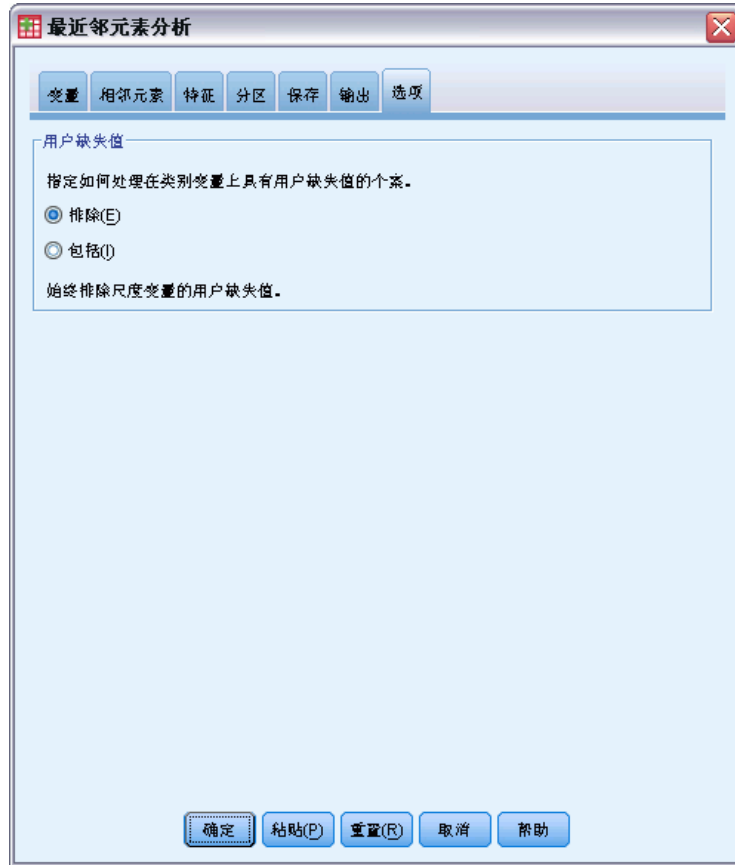 最近邻元素分析
变量 相邻元素 特征 分区 保存 输出 选项
用户缺失值
指定如何处理在类别变量上具有用户缺失值的个案。
排除(E)
包括(I)
始终排除尺度变量的用户缺失值。
确定 粘贴(P) 重置(R) 取消 帮助